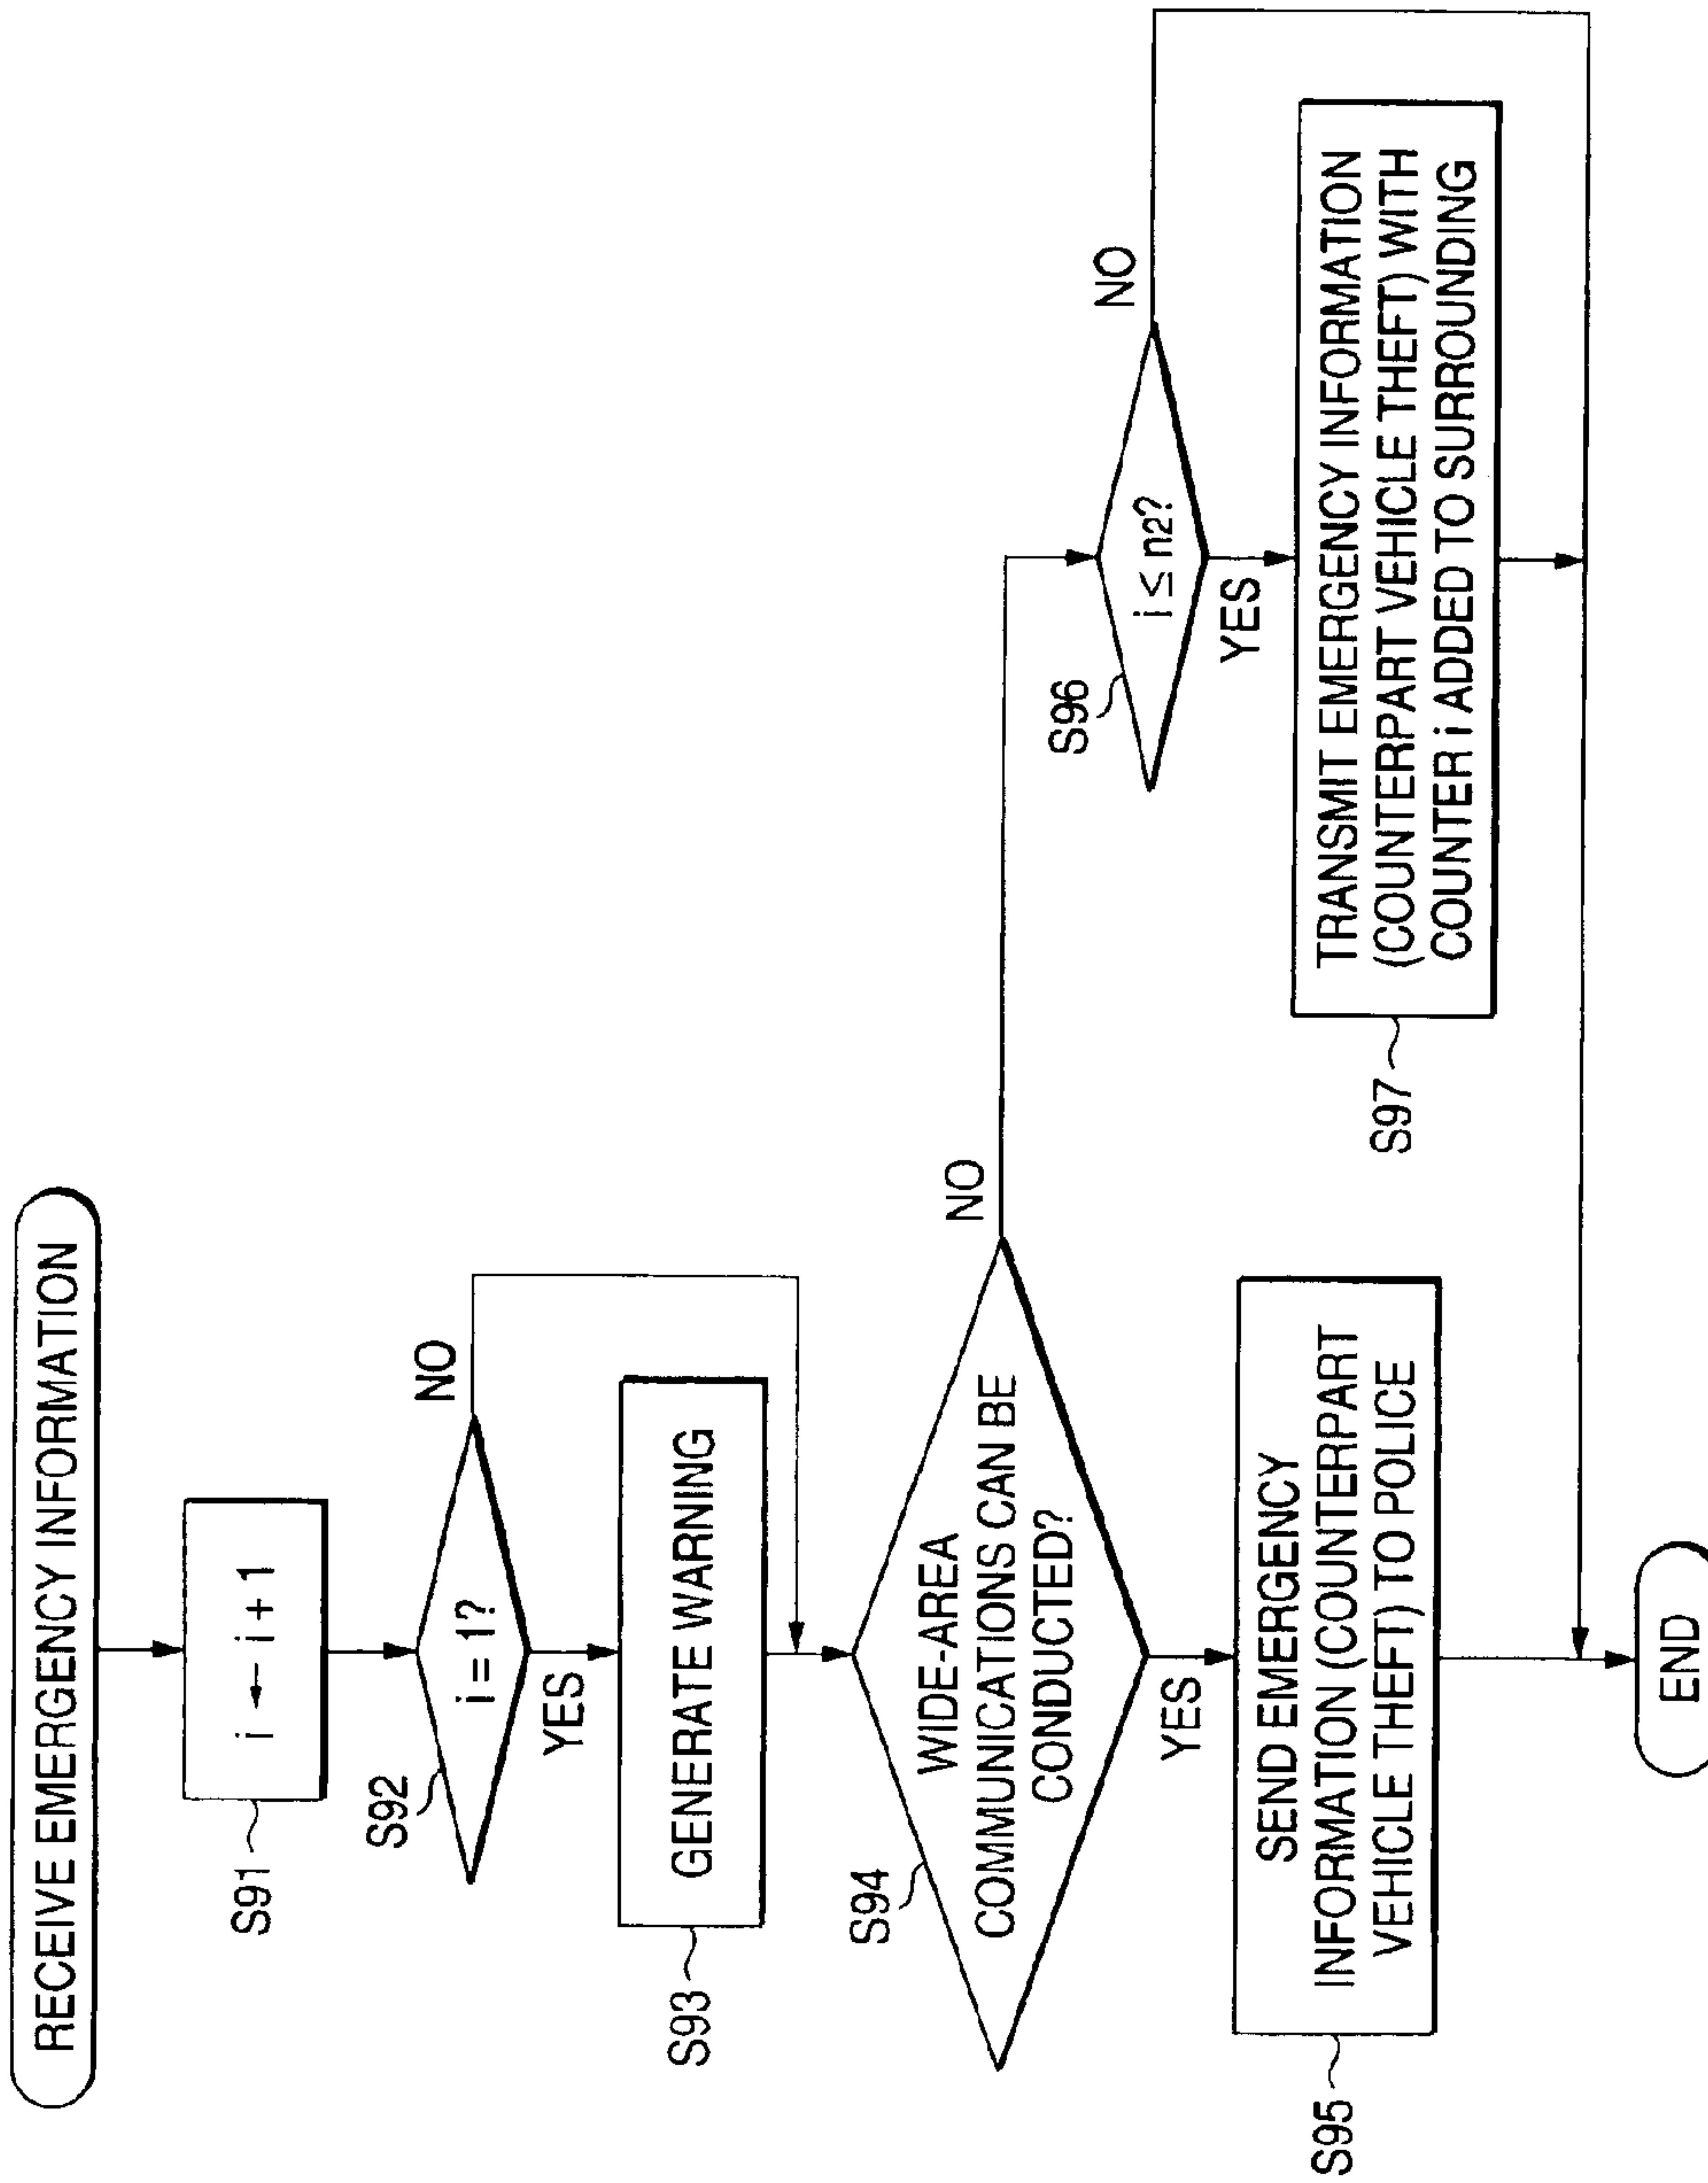 RECEIVE EMERGENCY INFORMATION
S91
i ← i + 1
S92
i = 1?
NO
YES
S93
GENERATE WARNING
S94
WIDE-AREA
COMMUNICATIONS CAN BE
CONDUCTED?
NO
YES
S95
SEND EMERGENCY
INFORMATION (COUNTERPART
VEHICLE THEFT) TO POLICE
S96
i ≤ n2?
NO
YES
S97
TRANSMIT EMERGENCY INFORMATION
(COUNTERPART VEHICLE THEFT) WITH
COUNTER i ADDED TO SURROUNDING
END